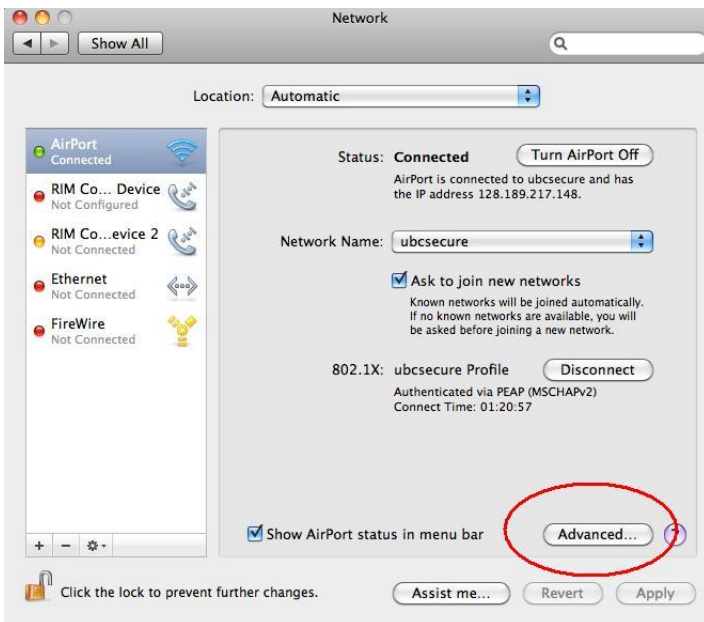 Network
Show All
Location: Automatic
AirPort
Connected
RIM Co... Device
Not Configured
RIM Co...evice 2
Not Connected
Ethernet
Not Connected
FireWire
Not Connected
+ −
Status: Connected Turn AirPort Off
AirPort is connected to ubcsecure and has
the IP address 128.189.217.148.
Network Name: ubcsecure
Ask to join new networks
Known networks will be joined automatically.
If no known networks are available, you will
be asked before joining a new network.
802.1X: ubcsecure Profile Disconnect
Authenticated via PEAP (MSCHAPv2)
Connect Time: 01:20:57
Show AirPort status in menu bar Advanced... ?
Click the lock to prevent further changes. Assist me... Revert Apply